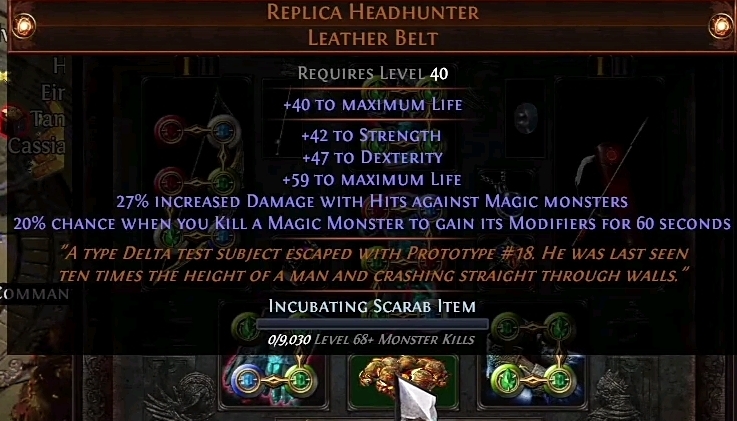 REPLICA HEADHUNTER
LEATHER BELT
REQUIRES LEVEL 40
+40 TO MAXIMUM LIFE
+42 TO STRENGTH
+47 TO DEXTERITY
+59 TO MAXIMUM LIFE
27% INCREASED DAMAGE WITH HITS AGAINST MAGIC MONSTERS
20% CHANCE WHEN YOU KILL A MAGIC MONSTER TO GAIN ITS MODIFIERS FOR 60 SECONDS
"A TYPE DELTA TEST SUBJECT ESCAPED WITH PROTOTYPE #18. HE WAS LAST SEEN
TEN TIMES THE HEIGHT OF A MAN AND CRASHING STRAIGHT THROUGH WALLS."
INCUBATING SCARAB ITEM
0/9,030 LEVEL 68+ MONSTER KILLS
H
Eir
Tan
Cassia
COMMAN
I II
I